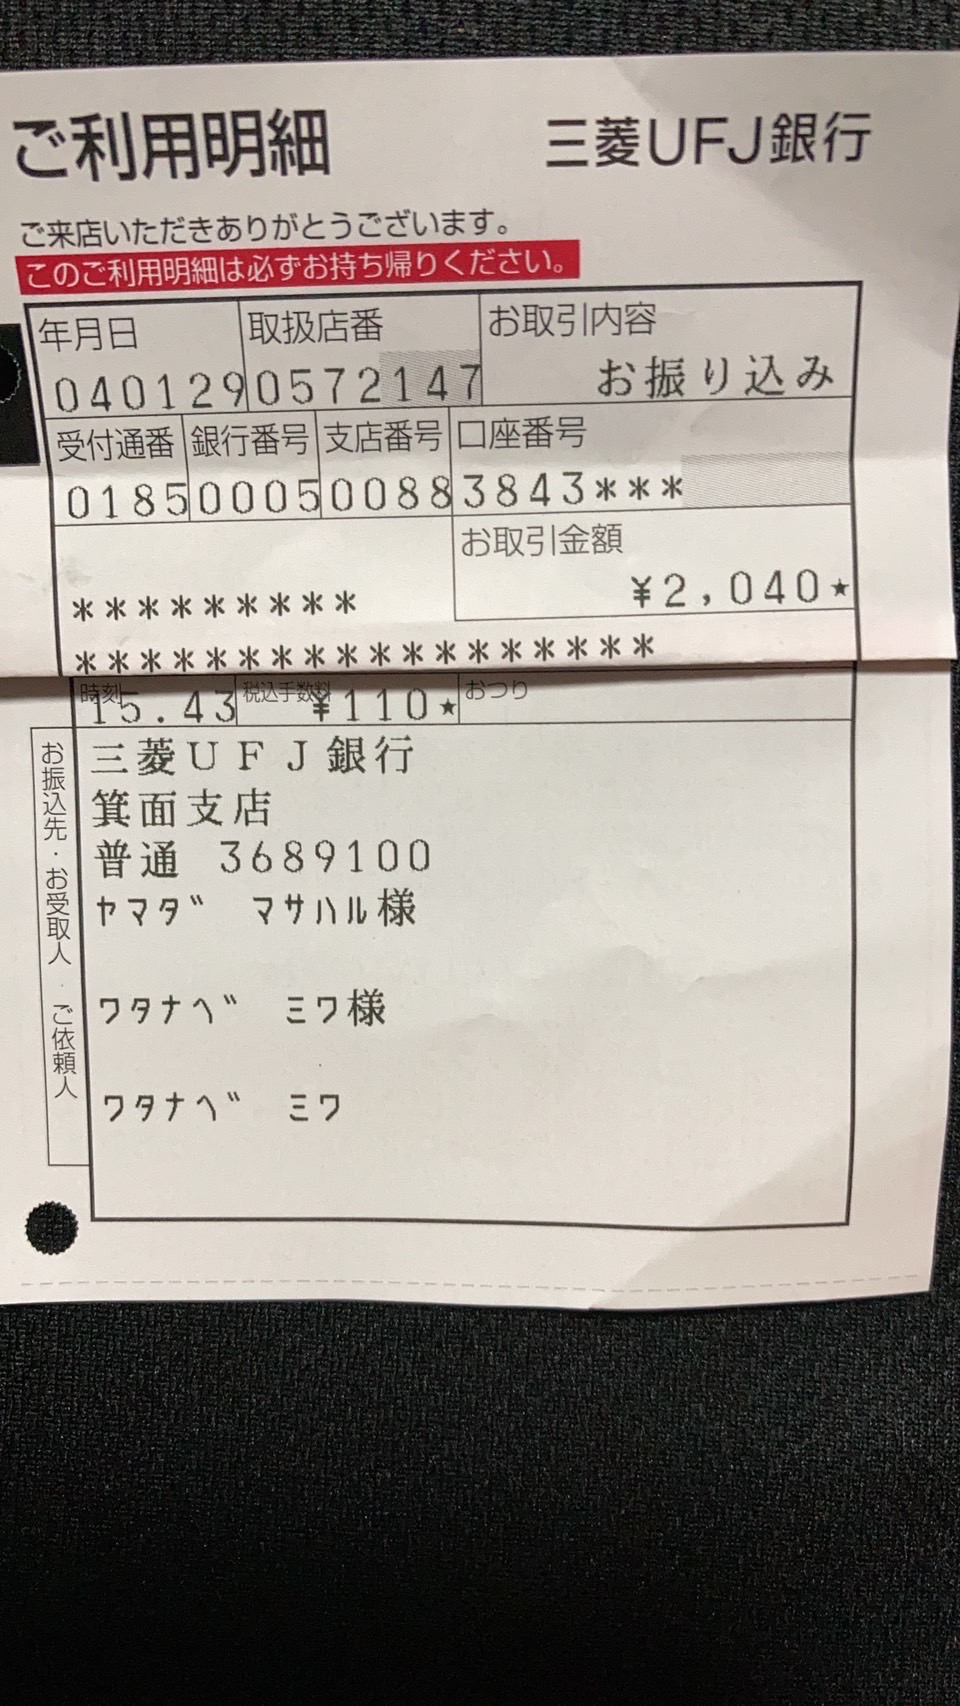 ご利用明細 三菱UFJ銀行
ご来店いただきありがとうございます。
このご利用明細は必ずお持ち帰りください。
年月日 取扱店番 お取引内容
040129 0572147 お振り込み
受付通番 銀行番号 支店番号 口座番号
0185 0005 0088 3843***
お取引金額
********* ¥2,040★
******************
時刻 税込手数料 おつり
15.43 ¥110★
お振込先・お受取人 ご依頼人
三菱UFJ銀行
箕面支店
普通 3689100
ヤマダ マサハル様
ワタナベ ミワ様
ワタナベ ミワ